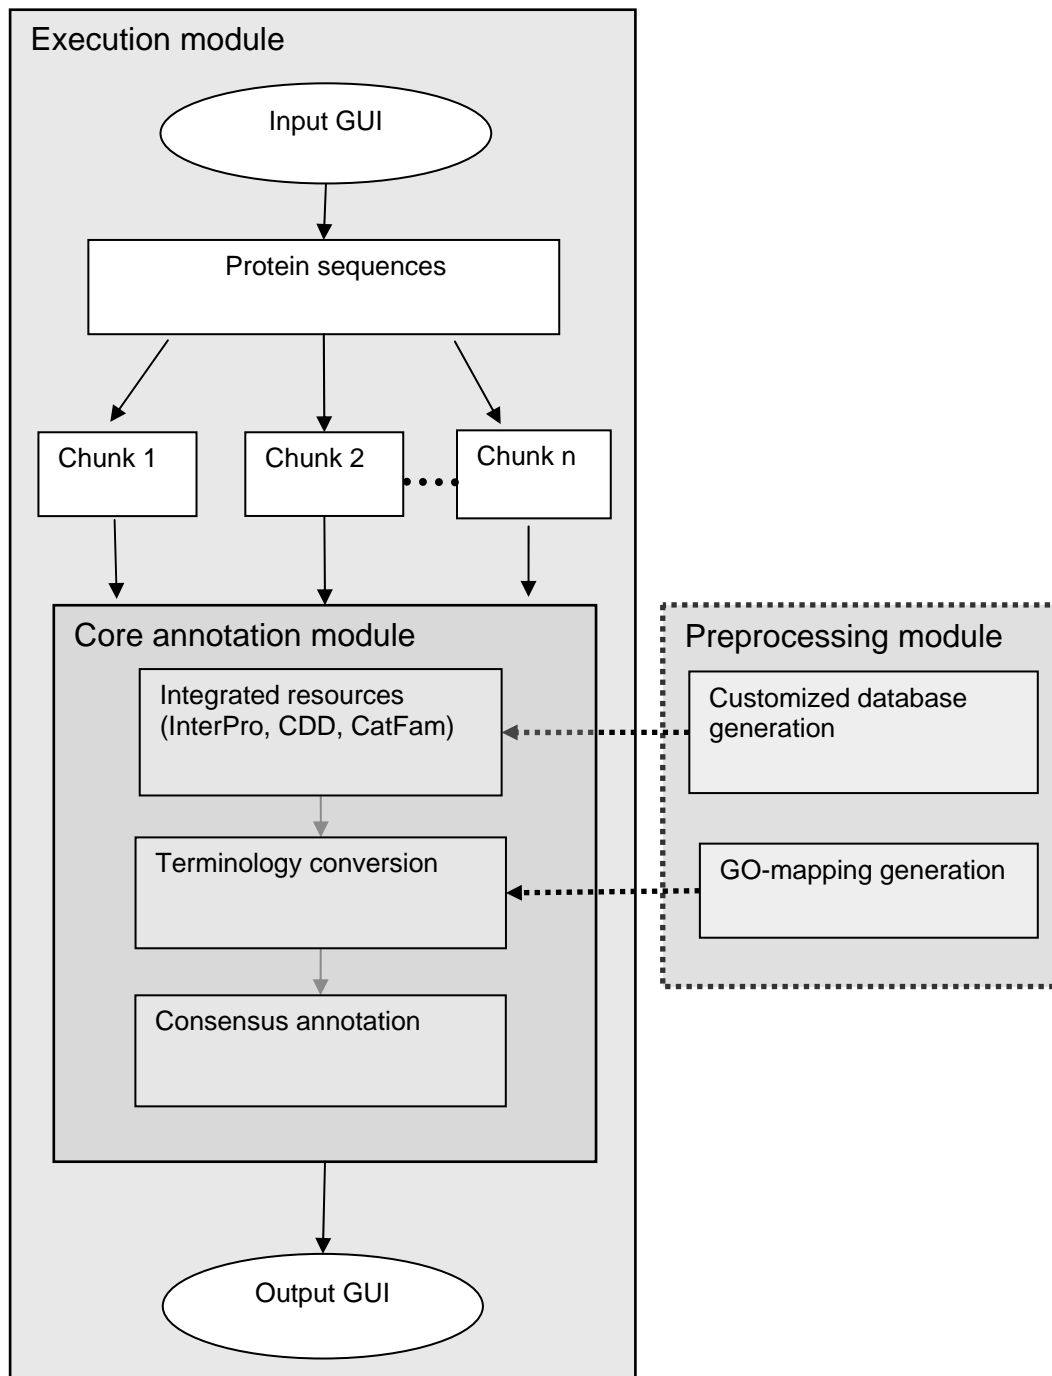 Execution module
Input GUI
Protein sequences
Chunk 1
Chunk 2
Chunk n
Core annotation module
Integrated resources
(InterPro, CDD, CatFam)
Terminology conversion
Consensus annotation
Preprocessing module
Customized database
generation
GO-mapping generation
Output GUI